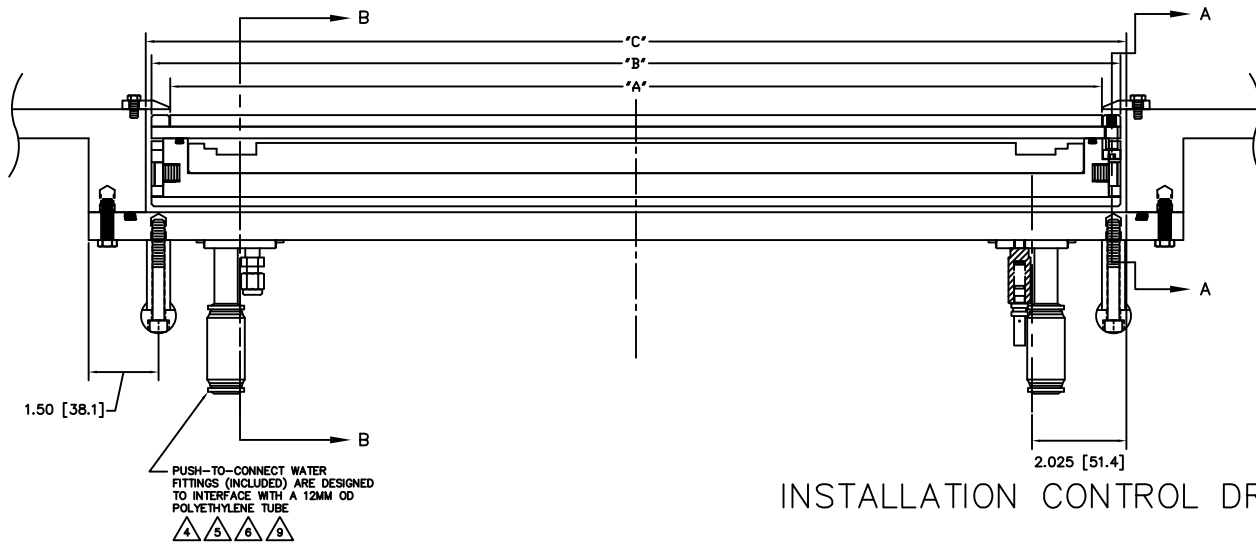 B
A
"C"
"B"
"A"
A
1.50 [38.1]
B
2.025 [51.4]
PUSH-TO-CONNECT WATER
FITTINGS (INCLUDED) ARE DESIGNED
TO INTERFACE WITH A 12MM OD
POLYETHYLENE TUBE
4 5 6 9
INSTALLATION CONTROL DR